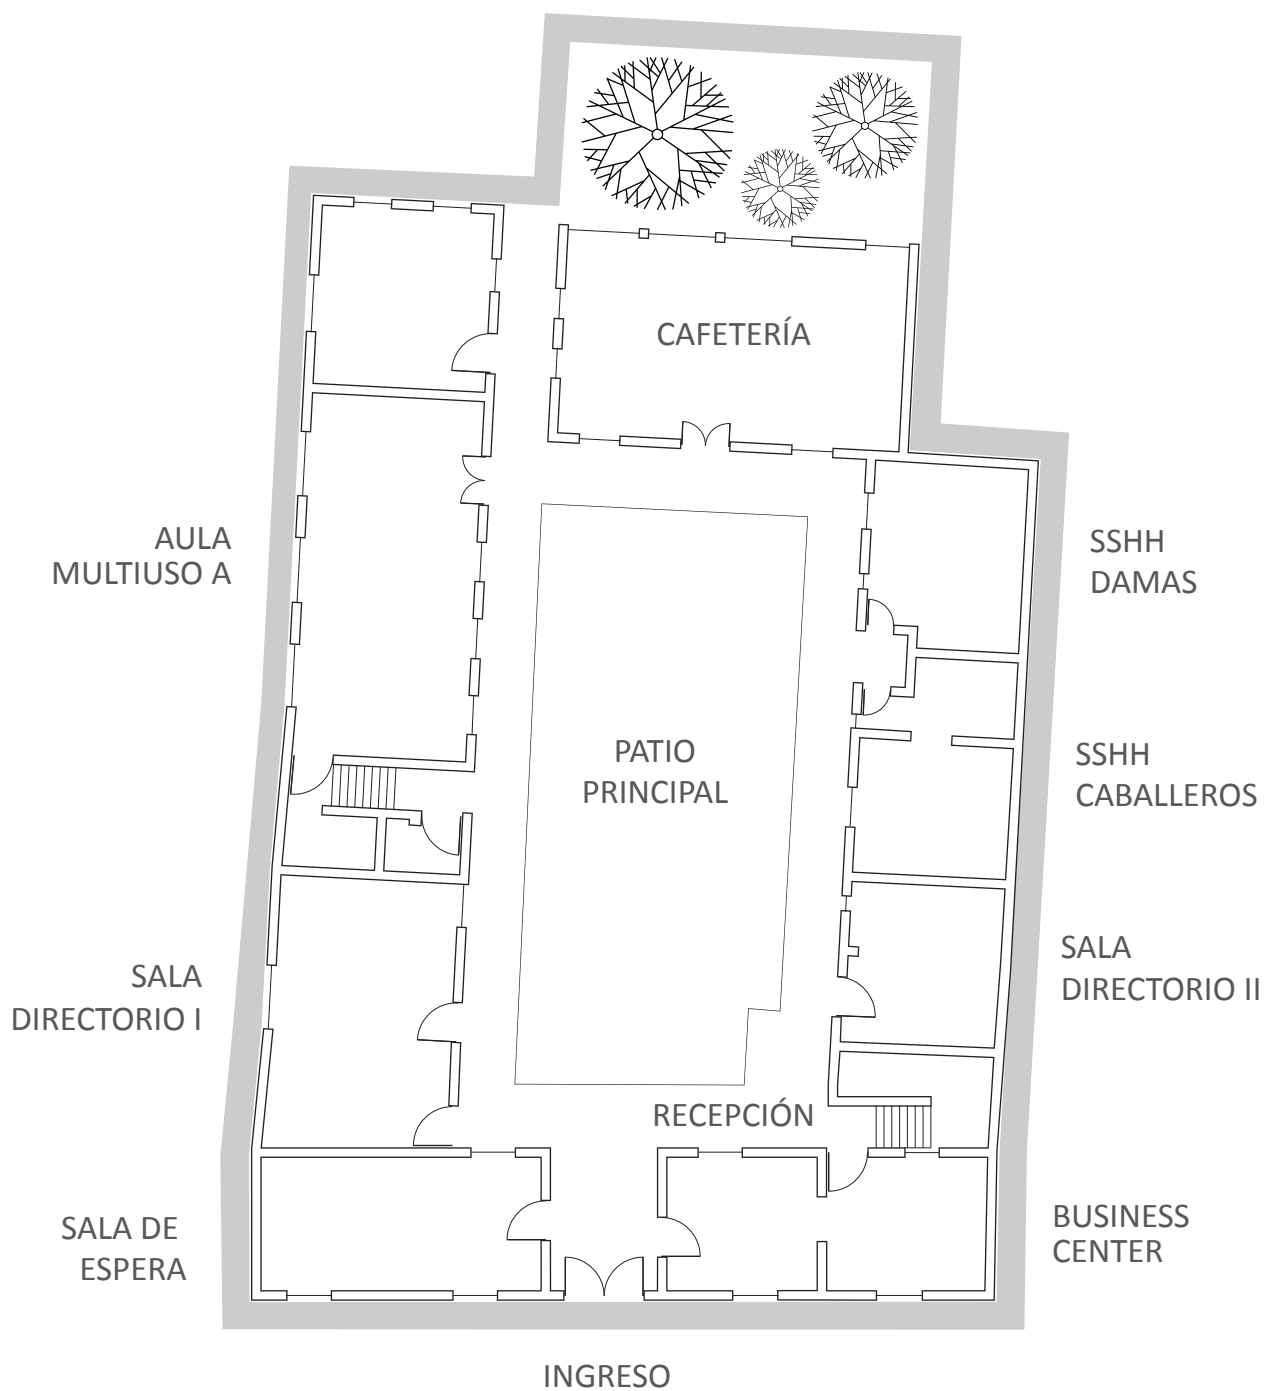 CAFETERÍA
AULA
MULTIUSO A
SSHH
DAMAS
PATIO
PRINCIPAL
SSHH
CABALLEROS
SALA
DIRECTORIO I
SALA
DIRECTORIO II
RECEPCIÓN
SALA DE
ESPERA
BUSINESS
CENTER
INGRESO